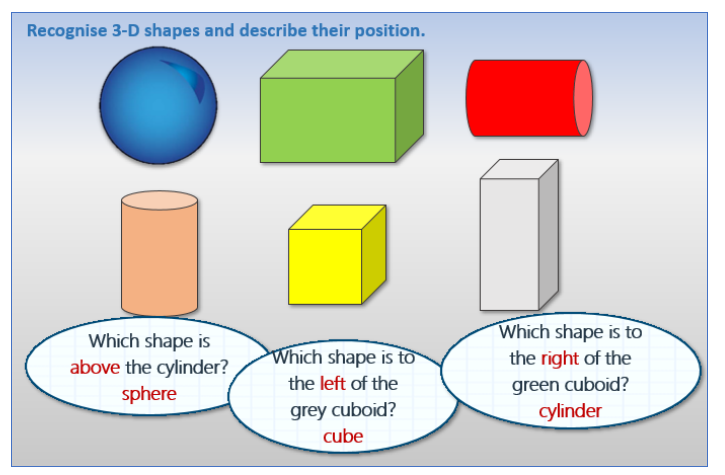 Recognise 3-D shapes and describe their position.
Which shape is
above the cylinder?
sphere
Which shape is to
the left of the
grey cuboid?
cube
Which shape is to
the right of the
green cuboid?
cylinder